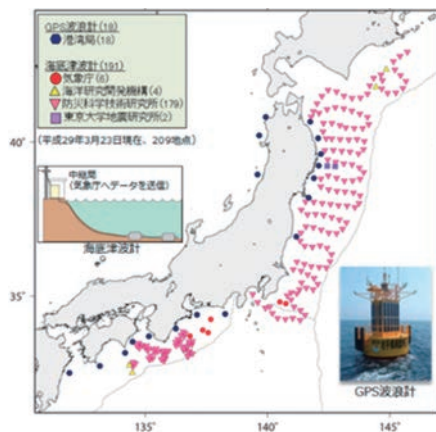 GPS波浪計(18)
港湾局(18)
海底津波計(191)
気象庁(8)
海洋研究開発機構(4)
防災科学技術研究所(179)
東京大学地震研究所(2)
(平成29年3月23日現在、209地点)
中継局
(気象庁へデータを送信)
海底津波計
GPS波浪計
40°
35°
135°
140°
145°